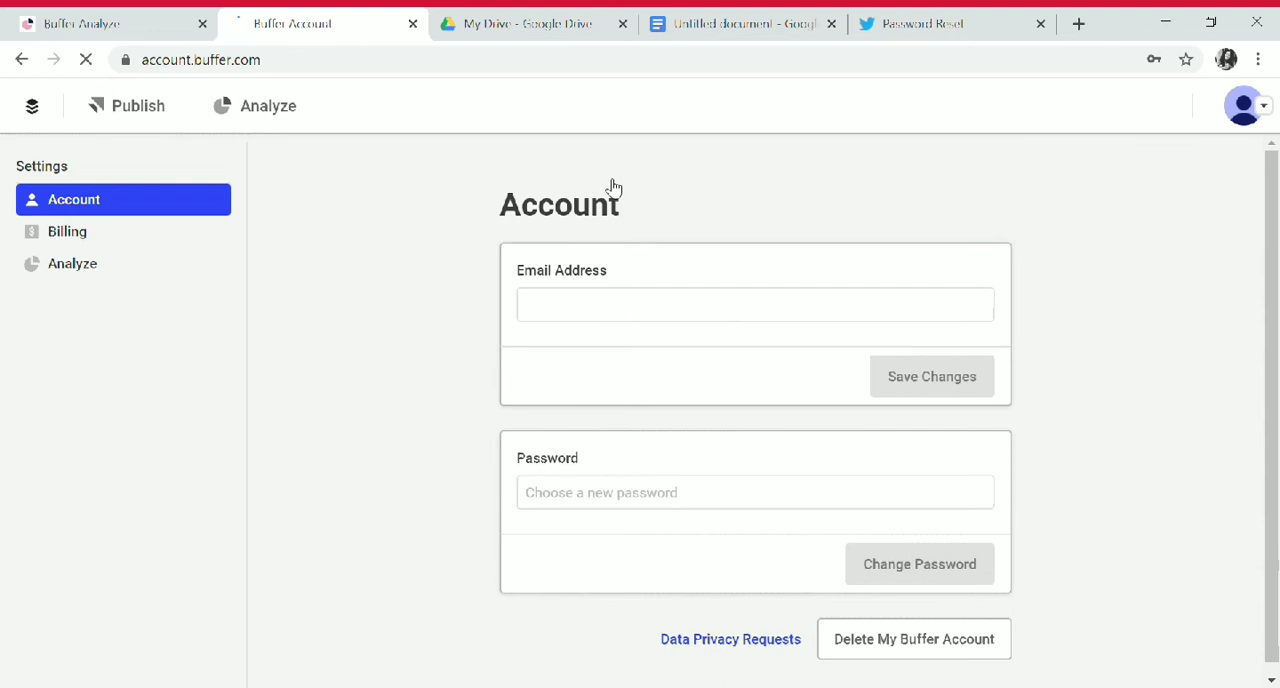 Buffer Analyze
Buffer Account
My Drive - Google Drive
Untitled document - Googl
Password Reset
account.buffer.com
Publish
Analyze
Settings
Account
Billing
Analyze
Account
Email Address
Save Changes
Password
Choose a new password
Change Password
Data Privacy Requests
Delete My Buffer Account